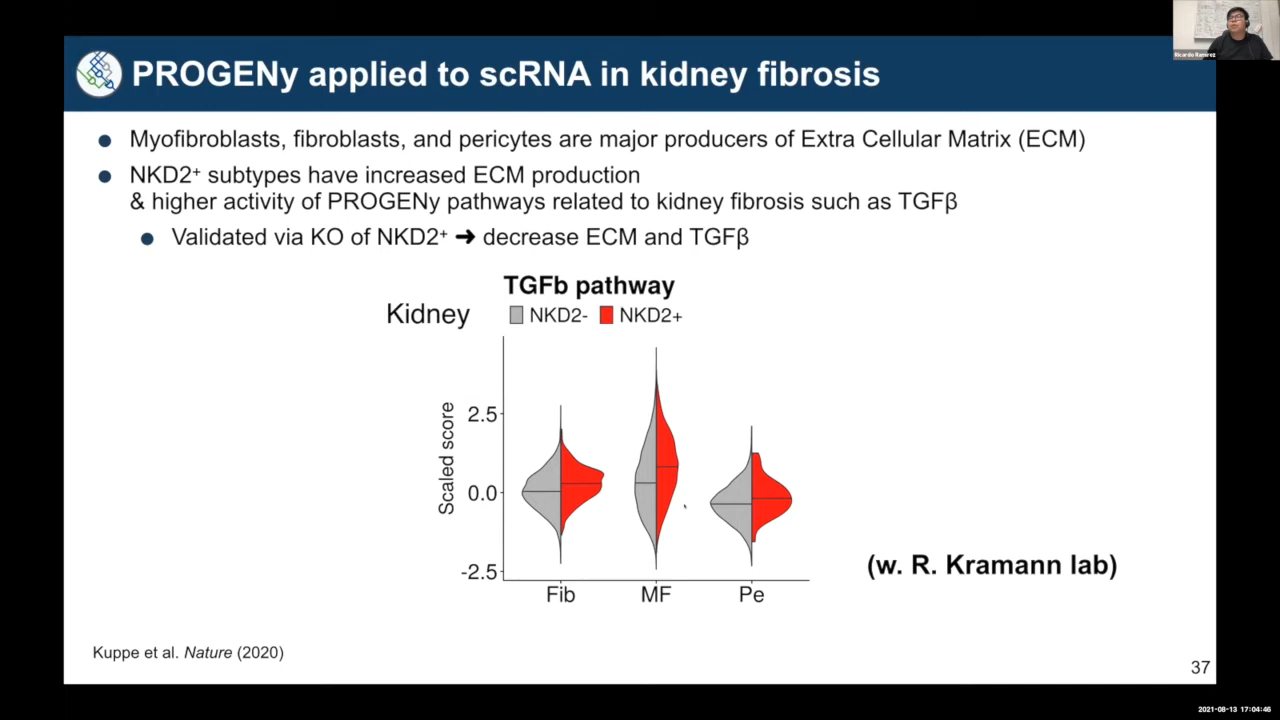 Ricardo Ramirez
PROGENy applied to scRNA in kidney fibrosis
Myofibroblasts, fibroblasts, and pericytes are major producers of Extra Cellular Matrix (ECM)
NKD2⁺ subtypes have increased ECM production
& higher activity of PROGENy pathways related to kidney fibrosis such as TGFβ
Validated via KO of NKD2⁺ ➜ decrease ECM and TGFβ
TGFb pathway
Kidney
NKD2-
NKD2+
Scaled score
2.5
0.0
-2.5
Fib
MF
Pe
(w. R. Kramann lab)
Kuppe et al. Nature (2020)
37
2021-08-13 17:04:46